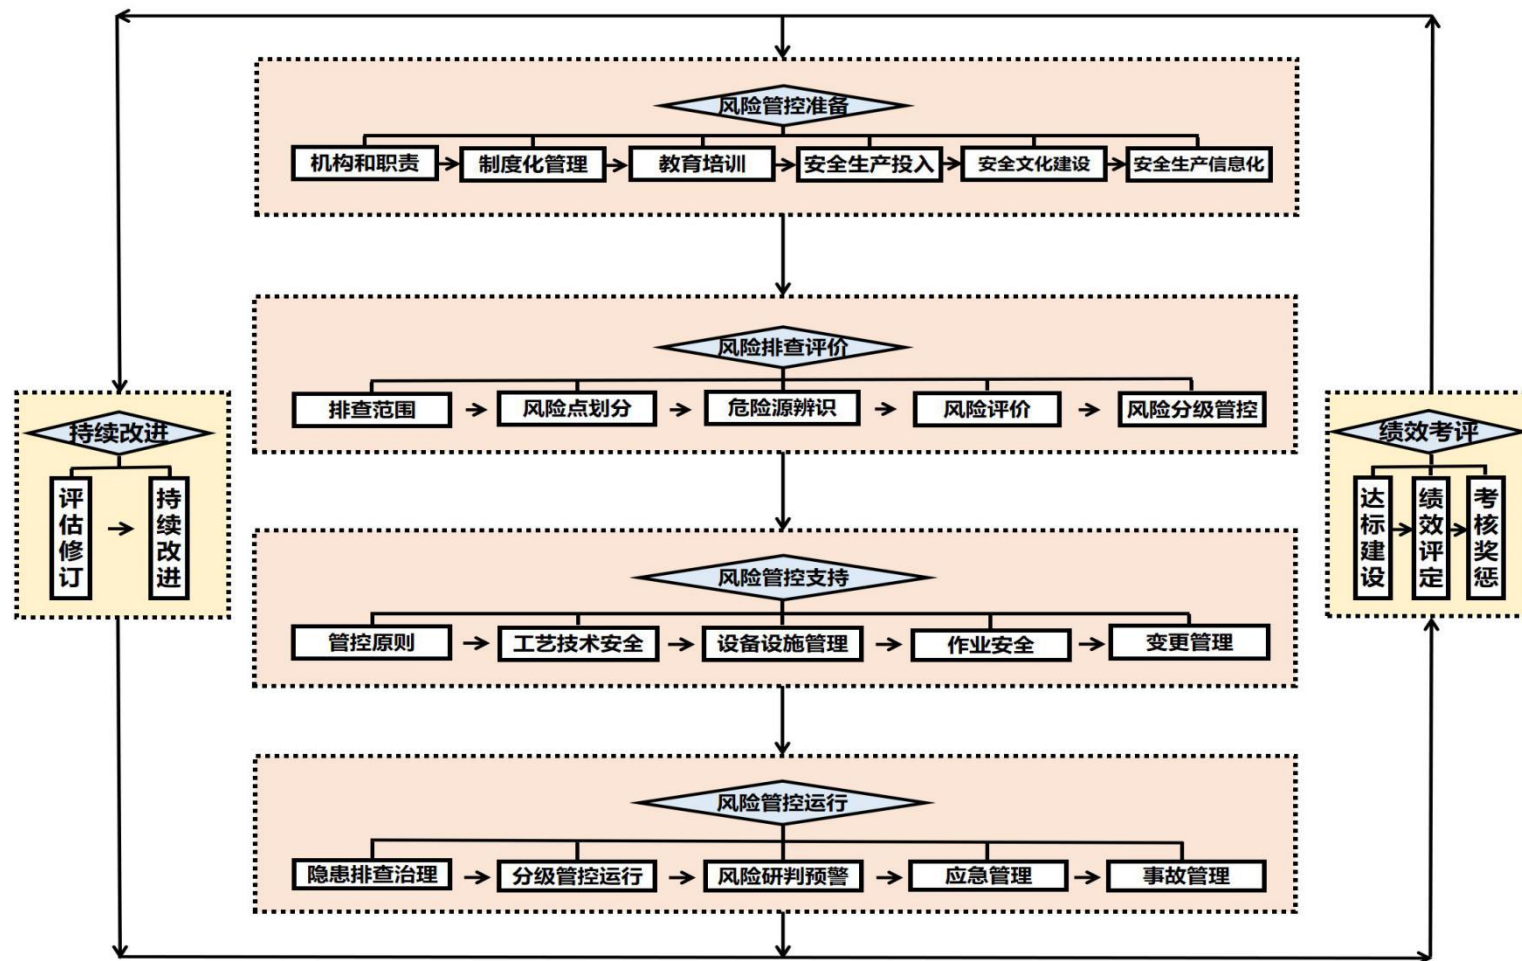 风险管控准备
机构和职责
制度化管理
教育培训
安全生产投入
安全文化建设
安全生产信息化
风险排查评价
排查范围
风险点划分
危险源辨识
风险评价
风险分级管控
持续改进
评估修订
持续改进
绩效考评
达标建设
绩效评定
考核奖惩
风险管控支持
管控原则
工艺技术安全
设备设施管理
作业安全
变更管理
风险管控运行
隐患排查治理
分级管控运行
风险研判预警
应急管理
事故管理